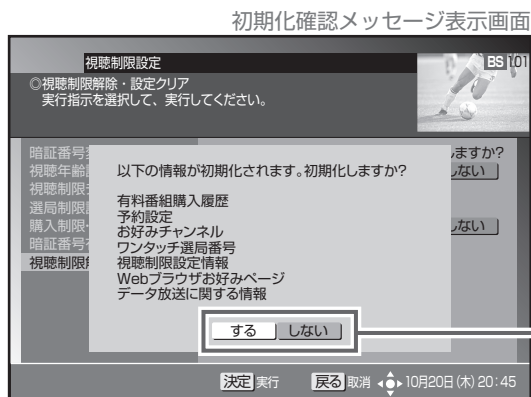 初期化確認メッセージ表示画面
視聴制限設定
BS 101
◎視聴制限解除・設定クリア
実行指示を選択して、実行してください。
暗証番号
視聴年齢
視聴制限
選局制限
購入制限
暗証番号
視聴制限
ますか?
しない
しない
以下の情報が初期化されます。初期化しますか?
有料番組購入履歴
予約設定
お好みチャンネル
ワンタッチ選局番号
視聴制限設定情報
Webブラウザお好みページ
データ放送に関する情報
する しない
決定 実行 戻る 取消 10月20日(木) 20:45